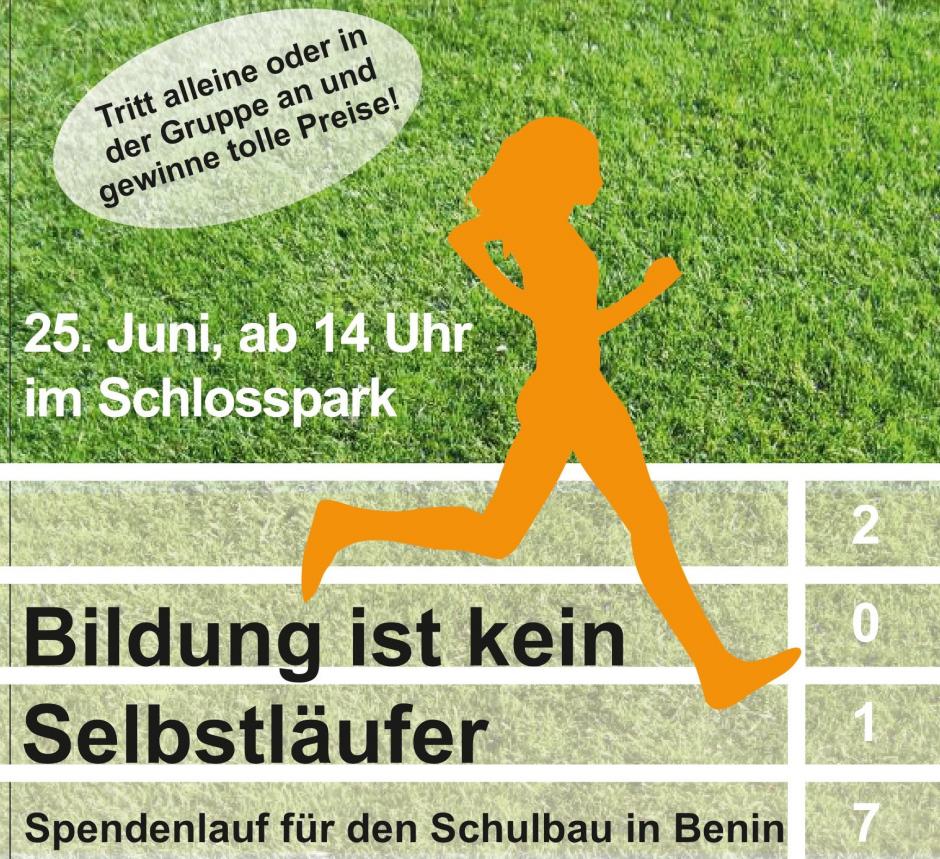 Tritt alleine oder in
der Gruppe an und
gewinne tolle Preise!
25. Juni, ab 14 Uhr
im Schlosspark
2
0
1
7
Bildung ist kein
Selbstläufer
Spendenlauf für den Schulbau in Benin